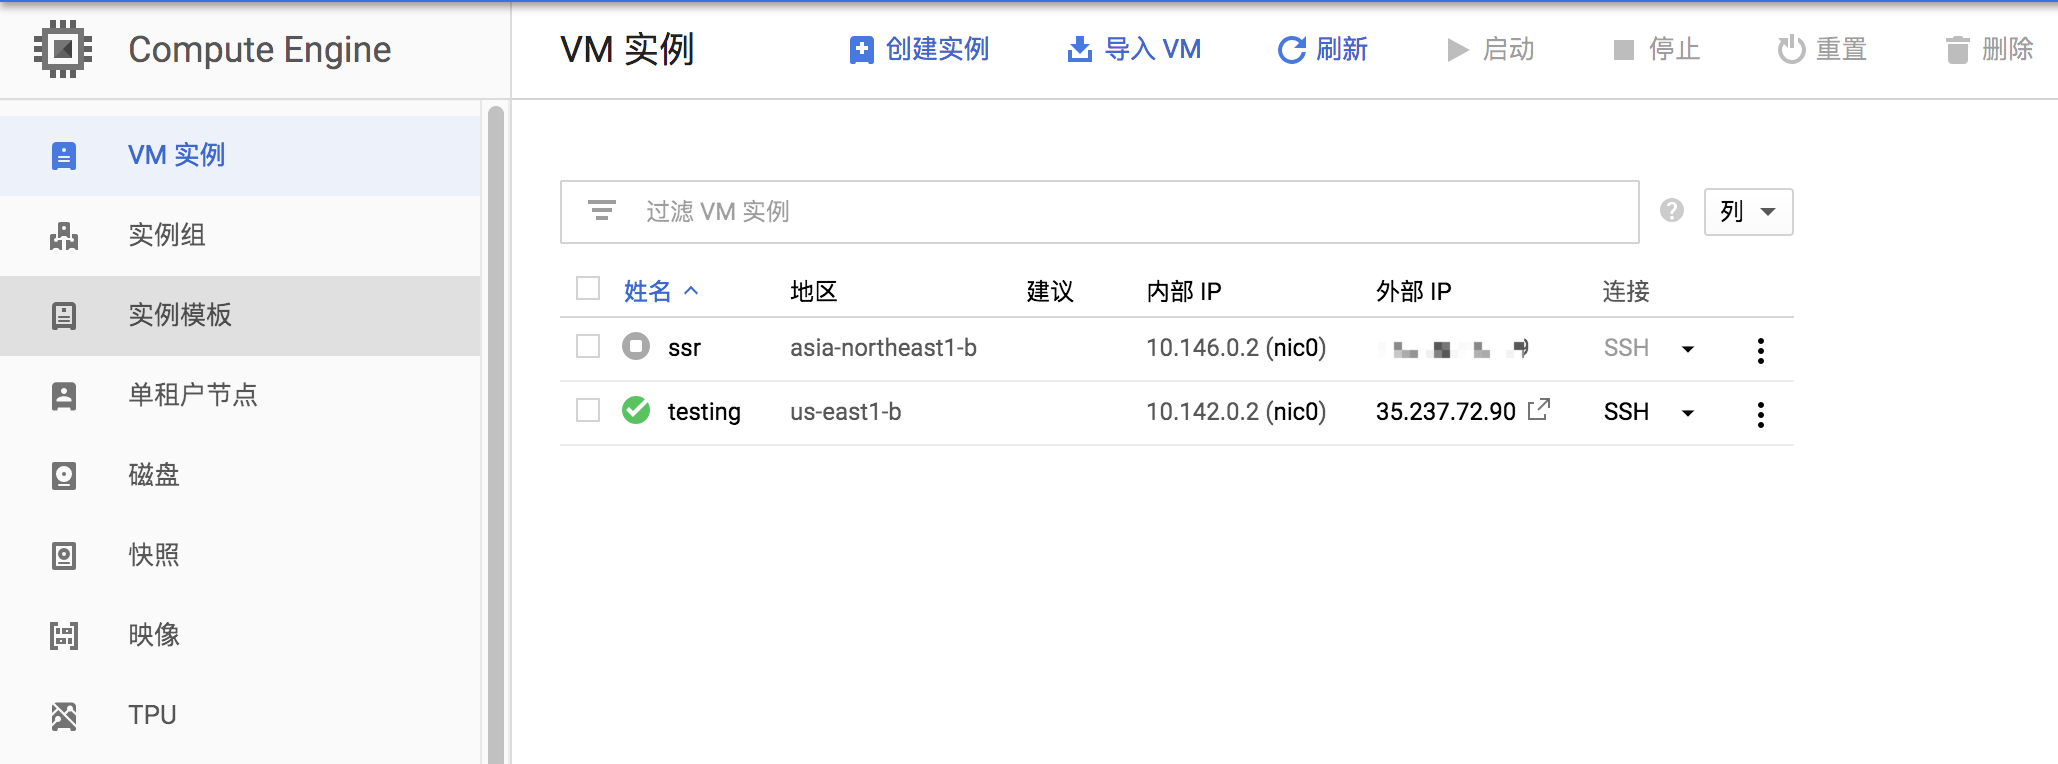 Compute Engine
VM 实例
创建实例
导入 VM
刷新
启动
停止
重置
删除
VM 实例
实例组
实例模板
单租户节点
磁盘
快照
映像
TPU
过滤 VM 实例
列
姓名 地区 建议 内部 IP 外部 IP 连接
ssr asia-northeast1-b 10.146.0.2 (nic0) SSH
testing us-east1-b 10.142.0.2 (nic0) 35.237.72.90 SSH